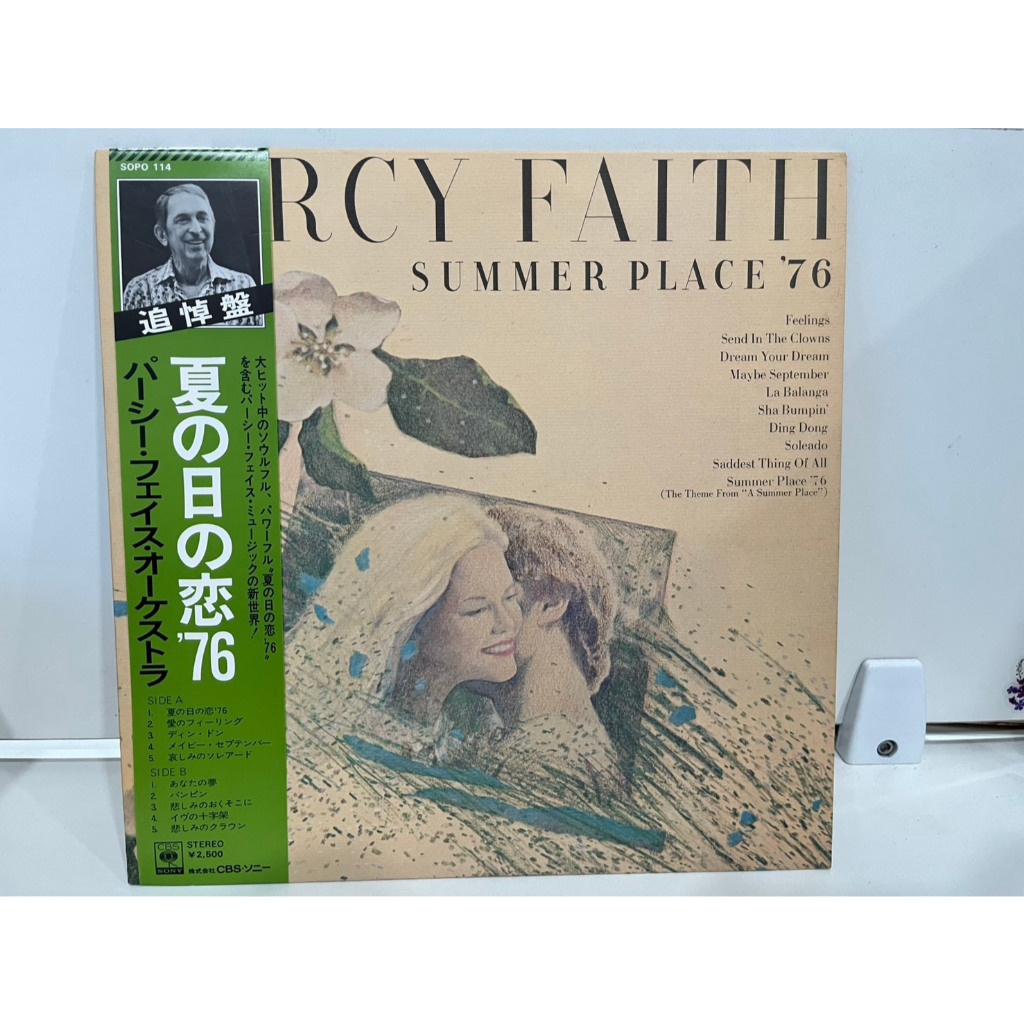 SOPO 114
追悼盤
大ヒット中のソウルフル、パワーフル“夏の日の恋'76”
を含むパーシー・フェイス・ミュージックの新世界!
夏の日の恋'76
パーシー・フェイス・オーケストラ
SIDE A
1. 夏の日の恋'76
2. 愛のフィーリング
3. ディン・ドン
4. メイビー・セプテンバー
5. 哀しみのソレアード
SIDE B
1. あなたの夢
2. バンピン
3. 悲しみのおくそこに
4. イヴの十字架
5. 悲しみのクラウン
CBS
SONY
STEREO
¥2,500
株式会社CBS・ソニー
RCY FAITH
SUMMER PLACE '76
Feelings
Send In The Clowns
Dream Your Dream
Maybe September
La Balanga
Sha Bumpin'
Ding Dong
Soleado
Saddest Thing Of All
Summer Place '76
(The Theme From "A Summer Place")